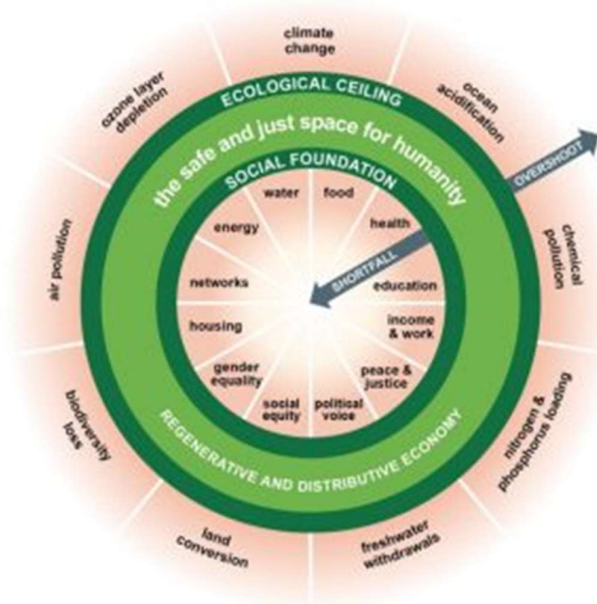 climate
change
ozone layer
depletion
ocean
acidification
ECOLOGICAL CEILING
the safe and just space for humanity
SOCIAL FOUNDATION
OVERSHOOT
water
food
energy
health
SHORTFALL
air pollution
chemical
pollution
networks
education
housing
income
& work
gender
equality
peace &
justice
social
equity
political
voice
biodiversity
loss
nitrogen &
phosphorus loading
REGENERATIVE AND DISTRIBUTIVE ECONOMY
land
conversion
freshwater
withdrawals